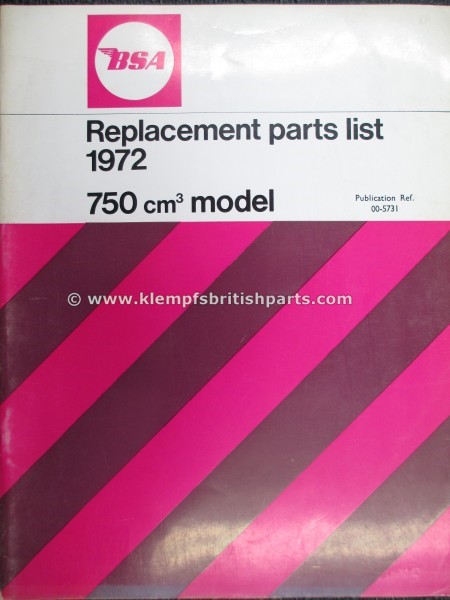 BSA
Replacement parts list
1972
750 cm³ model
Publication Ref.
00-5731
© www.klempfsbritishparts.com